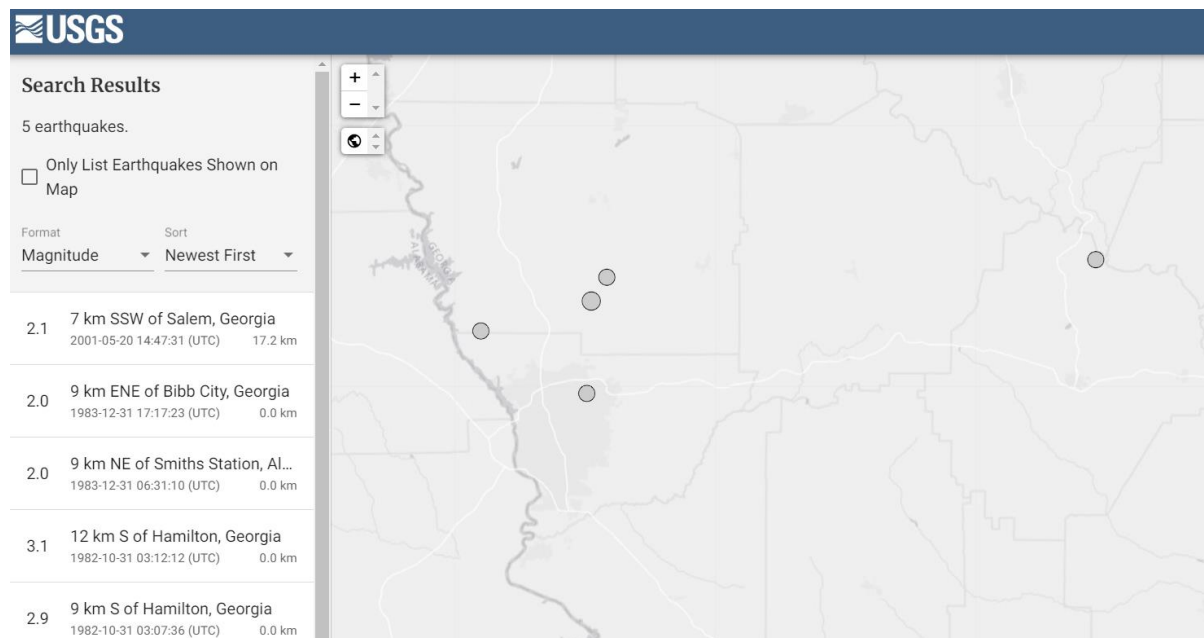 USGS
Search Results
5 earthquakes.
Only List Earthquakes Shown on
Map
Format Sort
Magnitude Newest First
2.1 7 km SSW of Salem, Georgia
2001-05-20 14:47:31 (UTC) 17.2 km
2.0 9 km ENE of Bibb City, Georgia
1983-12-31 17:17:23 (UTC) 0.0 km
2.0 9 km NE of Smiths Station, Al...
1983-12-31 06:31:10 (UTC) 0.0 km
3.1 12 km S of Hamilton, Georgia
1982-10-31 03:12:12 (UTC) 0.0 km
2.9 9 km S of Hamilton, Georgia
1982-10-31 03:07:36 (UTC) 0.0 km
+
−
GEORGIA
ALABAMA